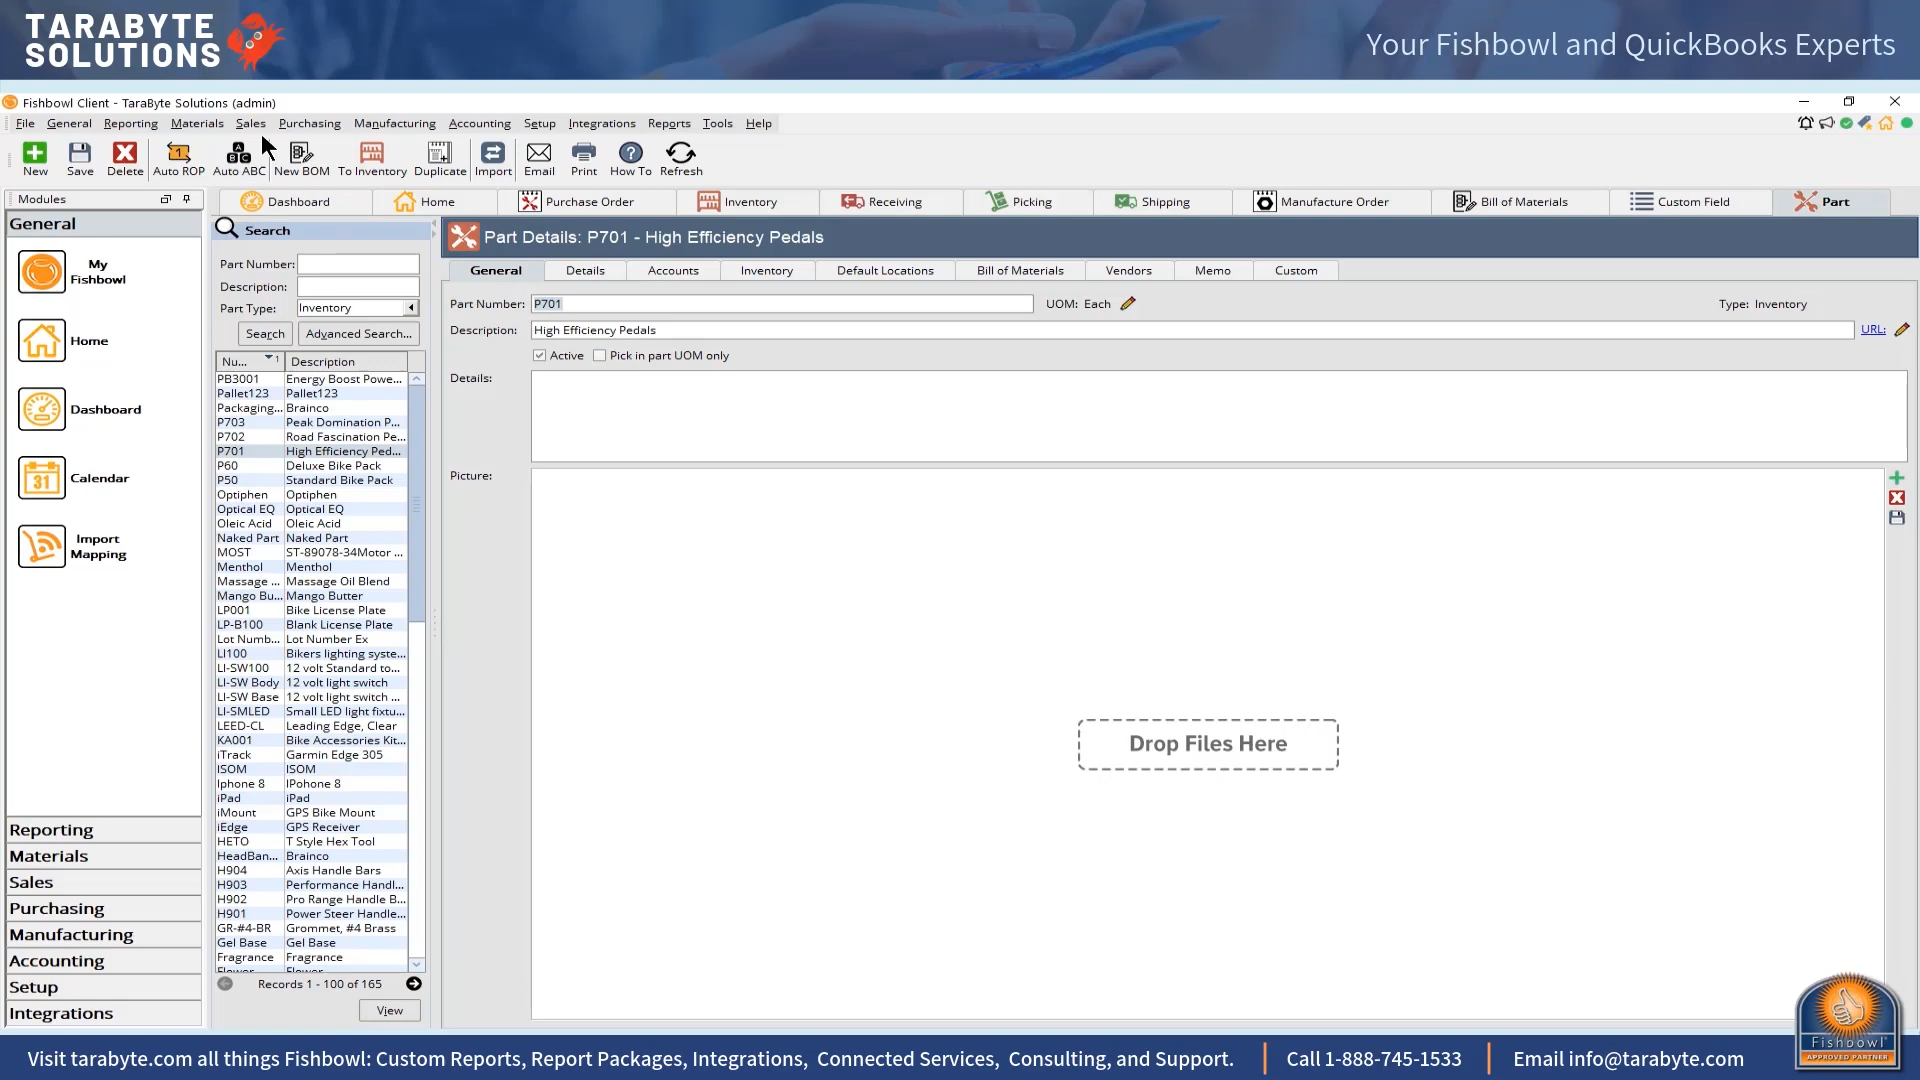 TARABYTE
SOLUTIONS
Your Fishbowl and QuickBooks Experts
Fishbowl Client - TaraByte Solutions (admin)
File General Reporting Materials Sales Purchasing Manufacturing Accounting Setup Integrations Reports Tools Help
New Save Delete Auto ROP Auto ABC New BOM To Inventory Duplicate Import Email Print How To Refresh
Modules
Dashboard Home Purchase Order Inventory Receiving Picking Shipping Manufacture Order Bill of Materials Custom Field Part
General
My
Fishbowl
Home
Dashboard
31 Calendar
Import
Mapping
Reporting
Materials
Sales
Purchasing
Manufacturing
Accounting
Setup
Integrations
Search
Part Number:
Description:
Part Type: Inventory
Search Advanced Search...
Nu... 1 Description
PB3001 Energy Boost Powe...
Pallet123 Pallet123
Packaging... Brainco
P703 Peak Domination P...
P702 Road Fascination Pe...
P701 High Efficiency Ped...
P60 Deluxe Bike Pack
P50 Standard Bike Pack
Optiphen Optiphen
Optical EQ Optical EQ
Oleic Acid Oleic Acid
Naked Part Naked Part
MOST ST-89078-34Motor ...
Menthol Menthol
Massage ... Massage Oil Blend
Mango Bu... Mango Butter
LP001 Bike License Plate
LP-B100 Blank License Plate
Lot Numb... Lot Number Ex
LI100 Bikers lighting syste...
LI-SW100 12 volt Standard to...
LI-SW Body 12 volt light switch
LI-SW Base 12 volt light switch ...
LI-SMLED Small LED light fixtu...
LEED-CL Leading Edge, Clear
KA001 Bike Accessories Kit...
iTrack Garmin Edge 305
ISOM ISOM
Iphone 8 IPohone 8
iPad iPad
iMount GPS Bike Mount
iEdge GPS Receiver
HETO T Style Hex Tool
HeadBan... Brainco
H904 Axis Handle Bars
H903 Performance Handl...
H902 Pro Range Handle B...
H901 Power Steer Handle...
GR-#4-BR Grommet, #4 Brass
Gel Base Gel Base
Fragrance Fragrance
Flower Flower
Records 1 - 100 of 165
View
Part Details: P701 - High Efficiency Pedals
General Details Accounts Inventory Default Locations Bill of Materials Vendors Memo Custom
Part Number: P701 UOM: Each Type: Inventory
Description: High Efficiency Pedals URL:
Active Pick in part UOM only
Details:
Picture:
Drop Files Here
Fishbowl
APPROVED PARTNER
Visit tarabyte.com all things Fishbowl: Custom Reports, Report Packages, Integrations, Connected Services, Consulting, and Support. Call 1-888-745-1533 Email info@tarabyte.com